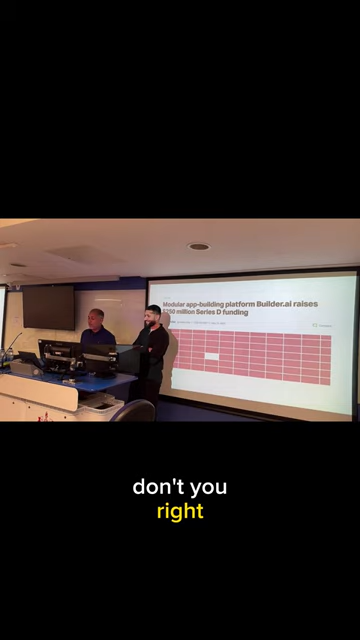 Modular app-building platform Builder.ai raises
$250 million Series D funding
don't you
right